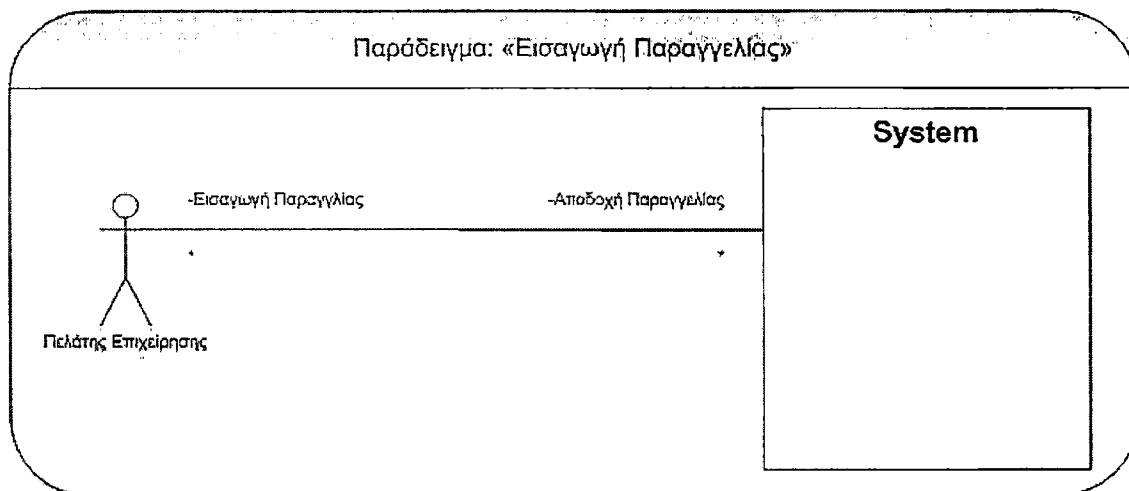 Παράδειγμα: «Εισαγωγή Παραγγελίας»
System
-Εισαγωγή Παραγγλίας
-Αποδοχή Παραγγελίας
*
*
Πελάτης Επιχείρησης